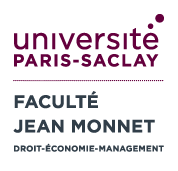 université
PARIS-SACLAY
FACULTÉ
JEAN MONNET
DROIT-ÉCONOMIE-MANAGEMENT